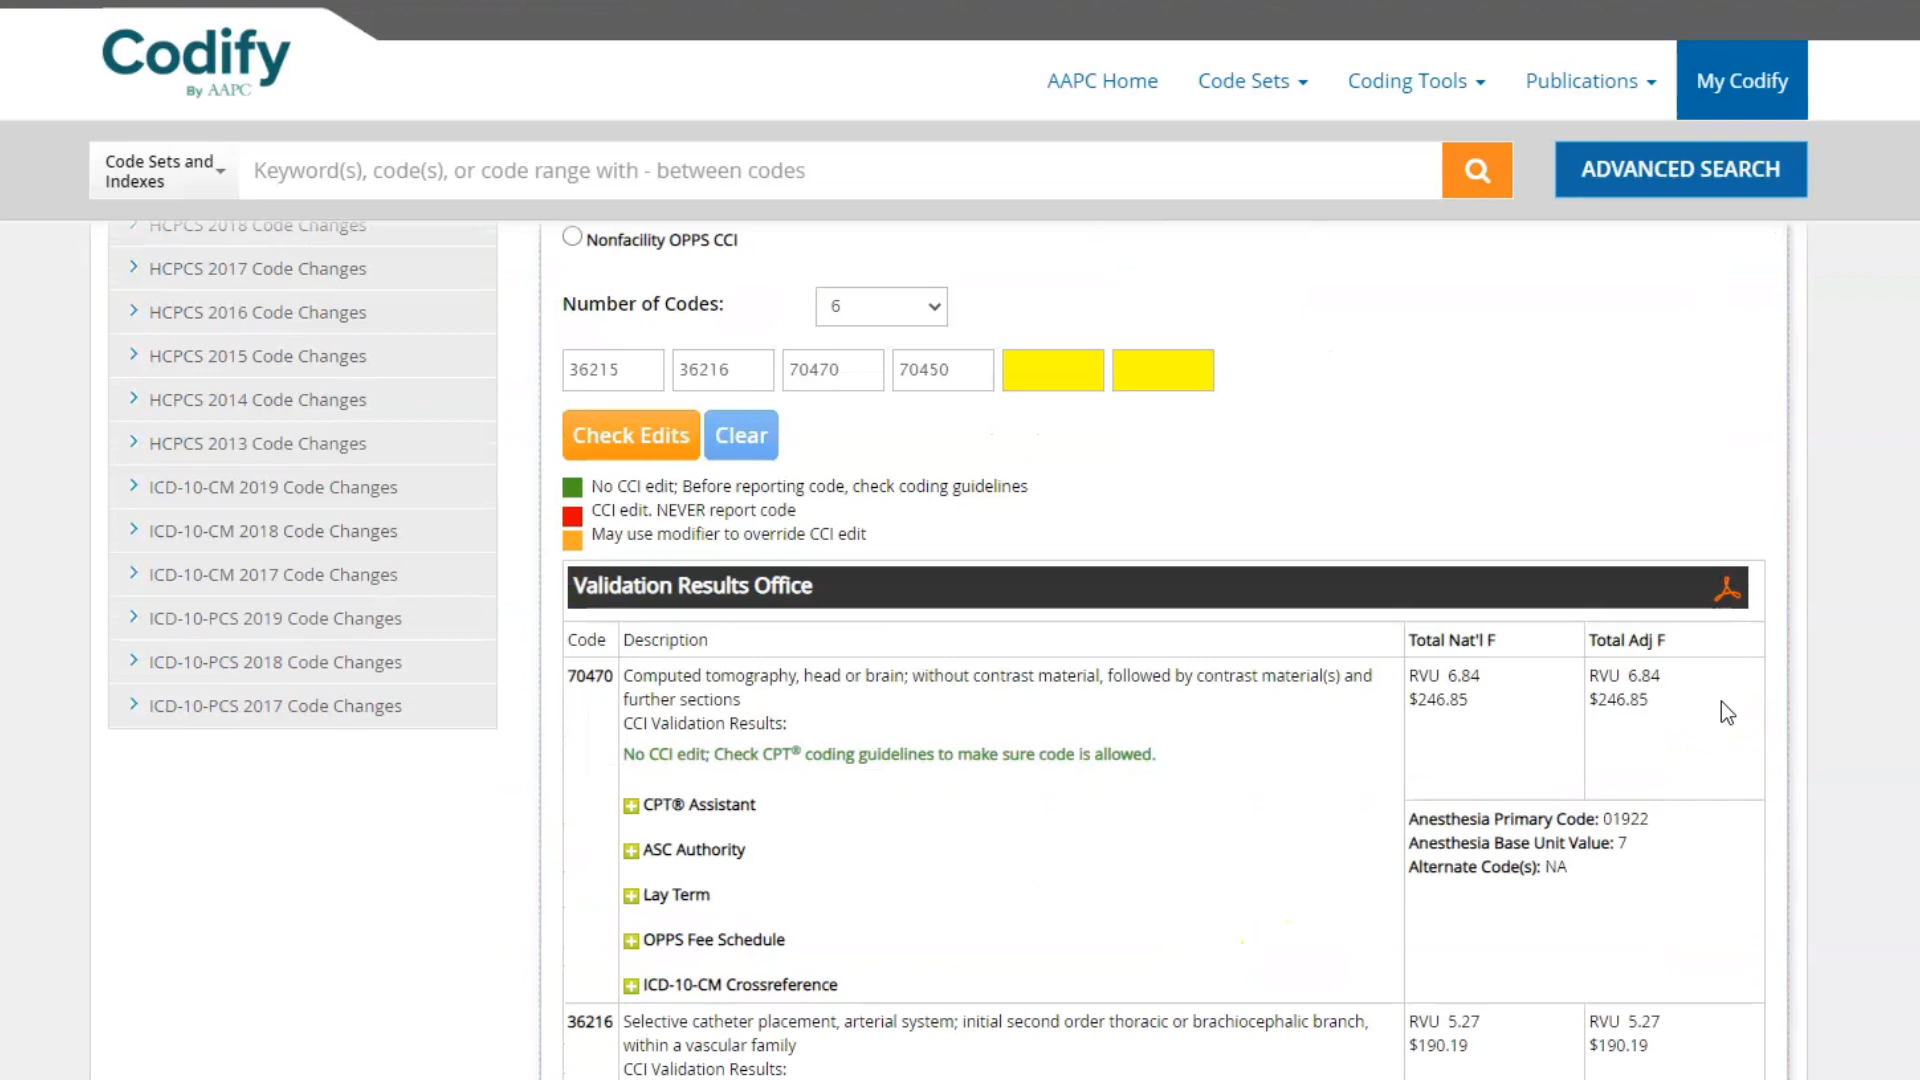 Codify
By AAPC
AAPC Home
Code Sets
Coding Tools
Publications
My Codify
Code Sets and
Indexes
Keyword(s), code(s), or code range with - between codes
ADVANCED SEARCH
HCPCS 2018 Code Changes
HCPCS 2017 Code Changes
HCPCS 2016 Code Changes
HCPCS 2015 Code Changes
HCPCS 2014 Code Changes
HCPCS 2013 Code Changes
ICD-10-CM 2019 Code Changes
ICD-10-CM 2018 Code Changes
ICD-10-CM 2017 Code Changes
ICD-10-PCS 2019 Code Changes
ICD-10-PCS 2018 Code Changes
ICD-10-PCS 2017 Code Changes
Nonfacility OPPS CCI
Number of Codes: 6
36215 36216 70470 70450
Check Edits Clear
No CCI edit; Before reporting code, check coding guidelines
CCI edit. NEVER report code
May use modifier to override CCI edit
Validation Results Office
Code Description Total Nat'l F Total Adj F
70470 Computed tomography, head or brain; without contrast material, followed by contrast material(s) and RVU 6.84 RVU 6.84
further sections $246.85 $246.85
CCI Validation Results:
No CCI edit; Check CPT® coding guidelines to make sure code is allowed.
CPT® Assistant
ASC Authority
Lay Term
OPPS Fee Schedule
ICD-10-CM Crossreference
Anesthesia Primary Code: 01922
Anesthesia Base Unit Value: 7
Alternate Code(s): NA
36216 Selective catheter placement, arterial system; initial second order thoracic or brachiocephalic branch, RVU 5.27 RVU 5.27
within a vascular family $190.19 $190.19
CCI Validation Results: